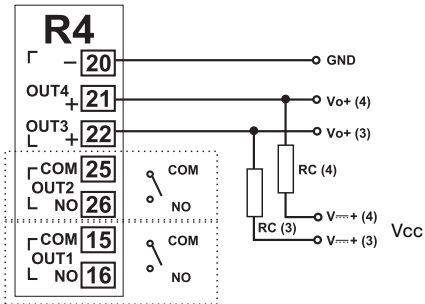 R4
− 20 GND
OUT4 + 21 Vo+ (4)
OUT3 + 22 Vo+ (3)
COM 25 COM
OUT2 RC (4)
NO 26 NO
V⎓+ (4)
RC (3)
COM 15 COM V⎓+ (3) Vcc
OUT1
NO 16 NO